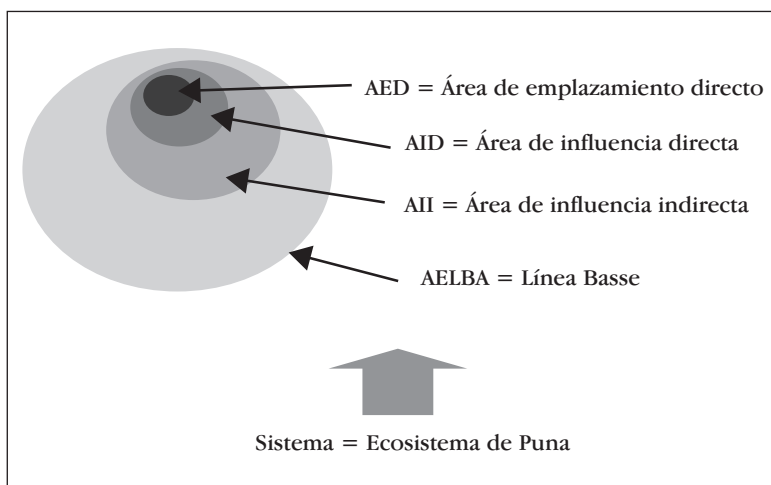 AED = Área de emplazamiento directo
AID = Área de influencia directa
AII = Área de influencia indirecta
AELBA = Línea Basse
Sistema = Ecosistema de Puna